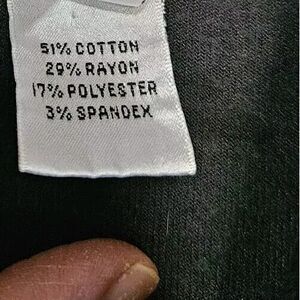 51% COTTON
29% RAYON
17% POLYESTER
3% SPANDEX